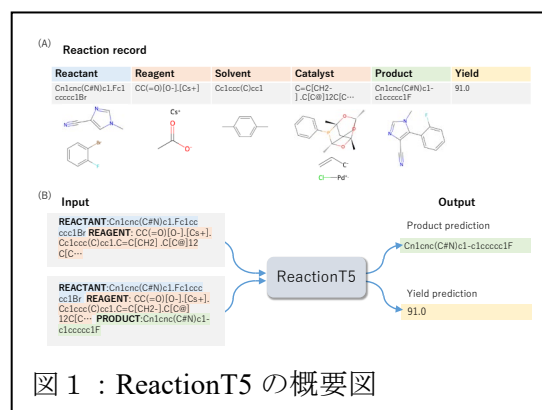 (A)
Reaction record
Reactant Reagent Solvent Catalyst Product Yield
Cn1cnc(C#N)c1.Fc1 CC(=O)[O-].[Cs+] Cc1ccc(C)cc1 C=C[CH2- Cn1cnc(C#N)c1- 91.0
ccccc1Br ].C[C@]12C[C… c1ccccc1F
Cs+
(B)
Input Output
REACTANT:Cn1cnc(C#N)c1.Fc1cc
ccc1Br REAGENT: CC(=O)[O-].[Cs+].
Cc1ccc(C)cc1.C=C[CH2].[C@]12
C[C…
REACTANT:Cn1cnc(C#N)c1.Fc1ccc
cc1Br REAGENT: CC(=O)[O-].[Cs+].
Cc1ccc(C)cc1.C=C[CH2-].C[C@]
12C[C… PRODUCT:Cn1cnc(C#N)c1-
c1ccccc1F
ReactionT5
Product prediction
Cn1cnc(C#N)c1-c1ccccc1F
Yield prediction
91.0
図１：ReactionT5 の概要図